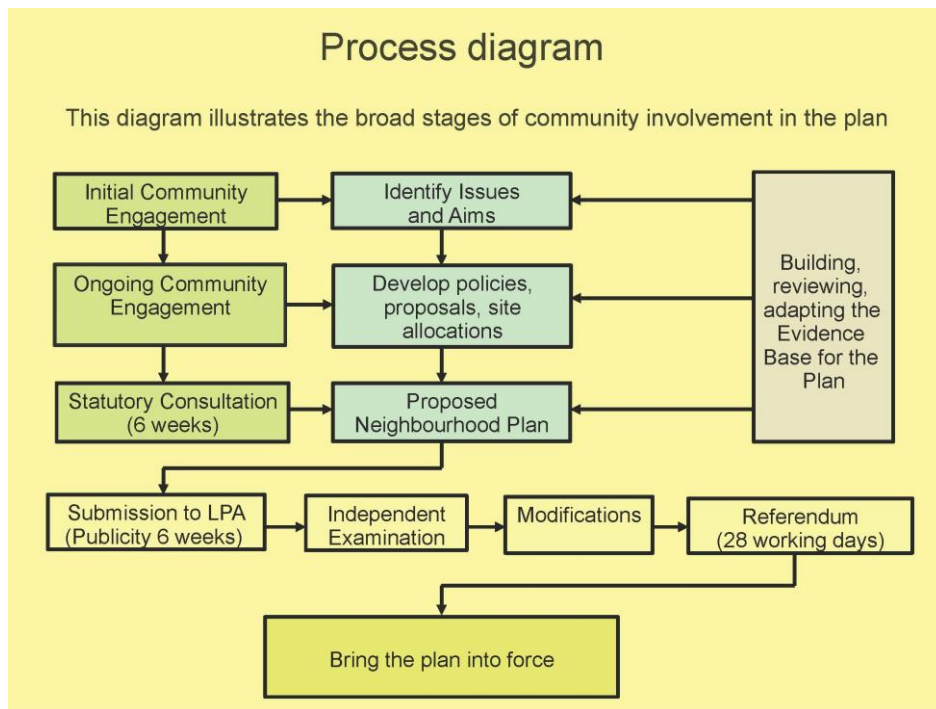 Process diagram
This diagram illustrates the broad stages of community involvement in the plan
Initial Community
Engagement
Identify Issues
and Aims
Building,
reviewing,
adapting the
Evidence
Base for the
Plan
Ongoing Community
Engagement
Develop policies,
proposals, site
allocations
Statutory Consultation
(6 weeks)
Proposed
Neighbourhood Plan
Submission to LPA
(Publicity 6 weeks)
Independent
Examination
Modifications
Referendum
(28 working days)
Bring the plan into force